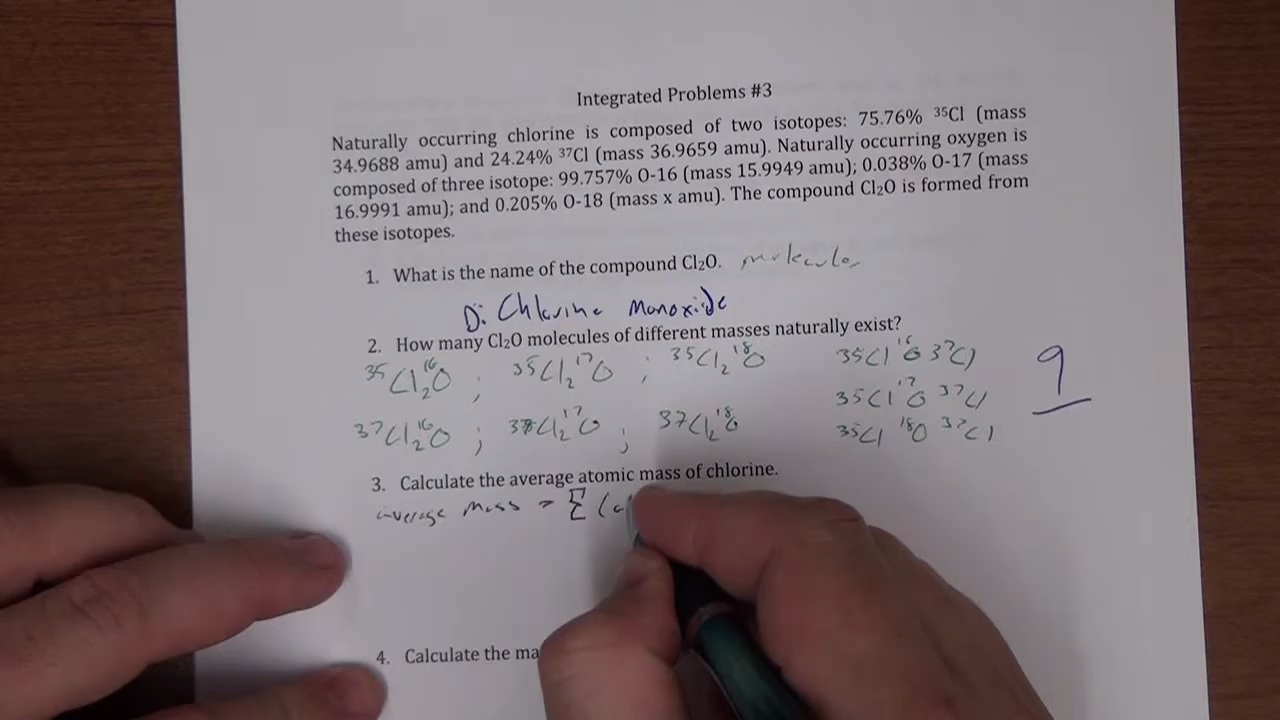 Integrated Problems #3
Naturally occurring chlorine is composed of two isotopes: 75.76% ³⁵Cl (mass
34.9688 amu) and 24.24% ³⁷Cl (mass 36.9659 amu). Naturally occurring oxygen is
composed of three isotope: 99.757% O-16 (mass 15.9949 amu); 0.038% O-17 (mass
16.9991 amu); and 0.205% O-18 (mass x amu). The compound Cl₂O is formed from
these isotopes.
1. What is the name of the compound Cl₂O. molecular
Di Chlorine Monoxide
2. How many Cl₂O molecules of different masses naturally exist?
³⁵Cl₂¹⁶O ; ³⁵Cl₂¹⁷O ; ³⁵Cl₂¹⁸O
³⁷Cl₂¹⁶O ; ³⁷Cl₂¹⁷O ; ³⁷Cl₂¹⁸O
³⁵Cl ¹⁶O ³⁷Cl
³⁵Cl ¹⁷O ³⁷Cl
³⁵Cl ¹⁸O ³⁷Cl
9
3. Calculate the average atomic mass of chlorine.
average mass = Σ (a
4. Calculate the ma